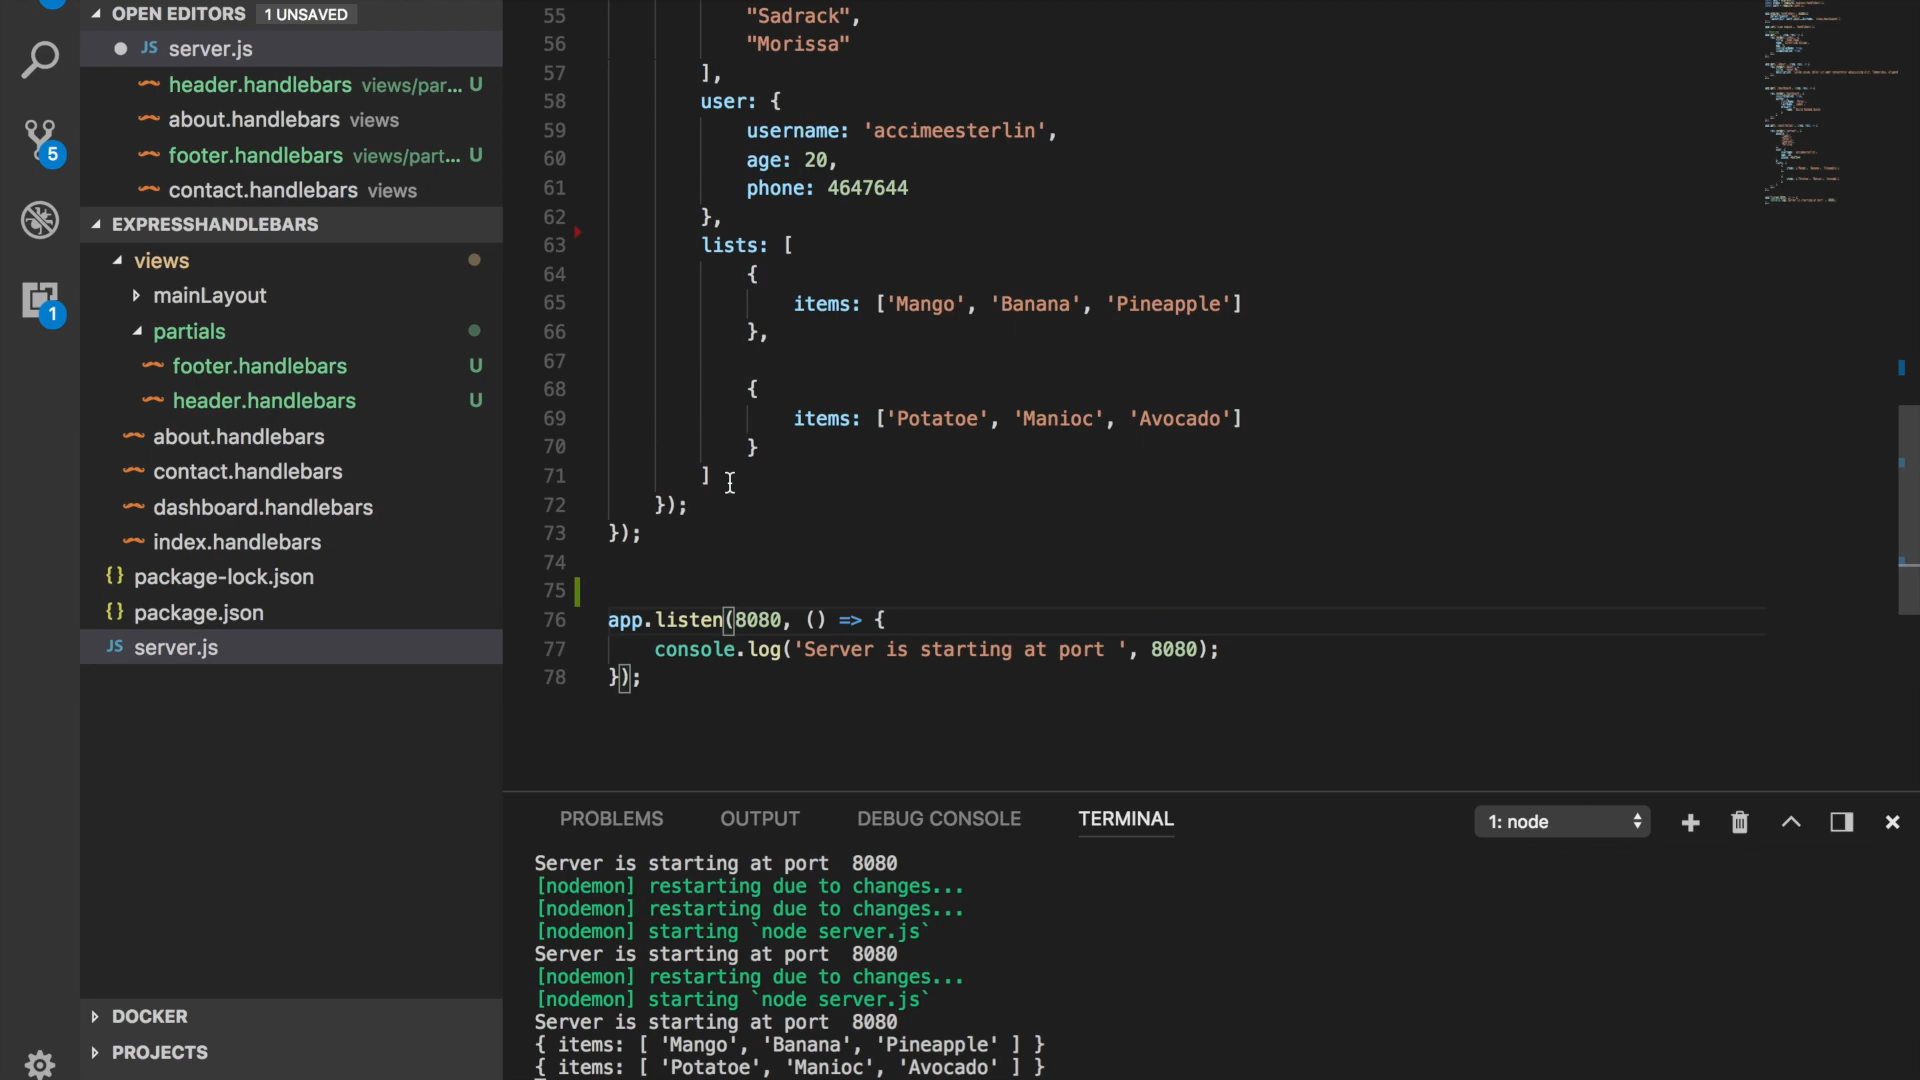 OPEN EDITORS 1 UNSAVED
JS server.js
header.handlebars views/par... U
about.handlebars views
footer.handlebars views/part... U
contact.handlebars views
EXPRESSHANDLEBARS
views
mainLayout
partials
footer.handlebars U
header.handlebars U
about.handlebars
contact.handlebars
dashboard.handlebars
index.handlebars
{} package-lock.json
{} package.json
JS server.js
DOCKER
PROJECTS
5
1
55 "Sadrack",
56 "Morissa"
57 ],
58 user: {
59 username: 'accimeesterlin',
60 age: 20,
61 phone: 4647644
62 },
63 lists: [
64 {
65 items: ['Mango', 'Banana', 'Pineapple']
66 },
67
68 {
69 items: ['Potatoe', 'Manioc', 'Avocado']
70 }
71 ]
72 });
73 });
74
75
76 app.listen(8080, () => {
77 console.log('Server is starting at port ', 8080);
78 });
PROBLEMS OUTPUT DEBUG CONSOLE TERMINAL 1: node
Server is starting at port  8080
[nodemon] restarting due to changes...
[nodemon] restarting due to changes...
[nodemon] starting `node server.js`
Server is starting at port  8080
[nodemon] restarting due to changes...
[nodemon] starting `node server.js`
Server is starting at port  8080
{ items: [ 'Mango', 'Banana', 'Pineapple' ] }
{ items: [ 'Potatoe', 'Manioc', 'Avocado' ] }